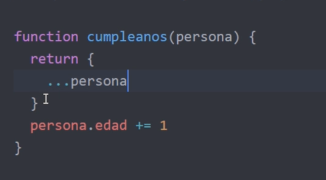 function cumpleanos(persona) {
  return {
    ...persona
  }
  persona.edad += 1
}